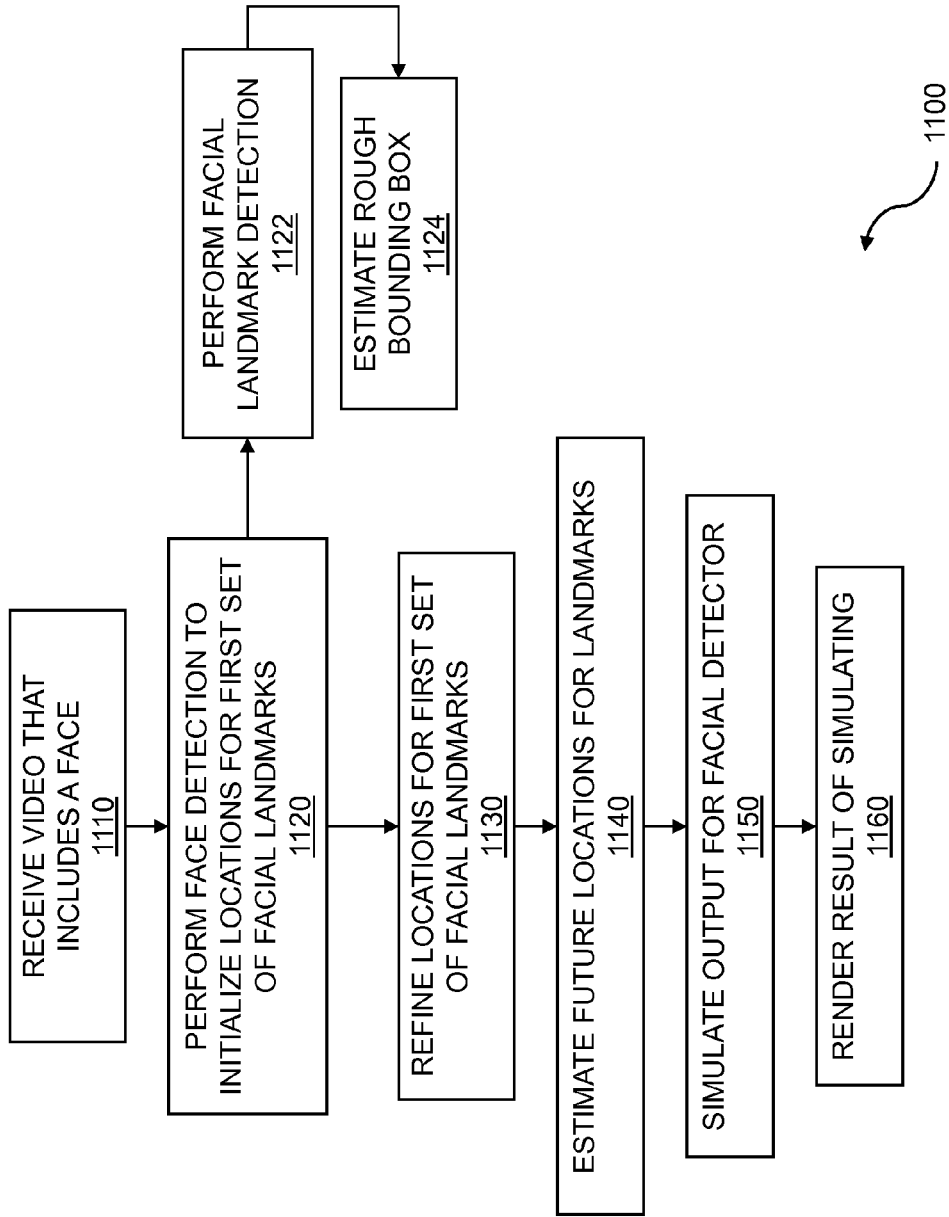 RECEIVE VIDEO THAT
INCLUDES A FACE
1110
PERFORM FACE DETECTION TO
INITIALIZE LOCATIONS FOR FIRST SET
OF FACIAL LANDMARKS
1120
PERFORM FACIAL
LANDMARK DETECTION
1122
ESTIMATE ROUGH
BOUNDING BOX
1124
REFINE LOCATIONS FOR FIRST SET
OF FACIAL LANDMARKS
1130
ESTIMATE FUTURE LOCATIONS FOR LANDMARKS
1140
SIMULATE OUTPUT FOR FACIAL DETECTOR
1150
RENDER RESULT OF SIMULATING
1160
1100